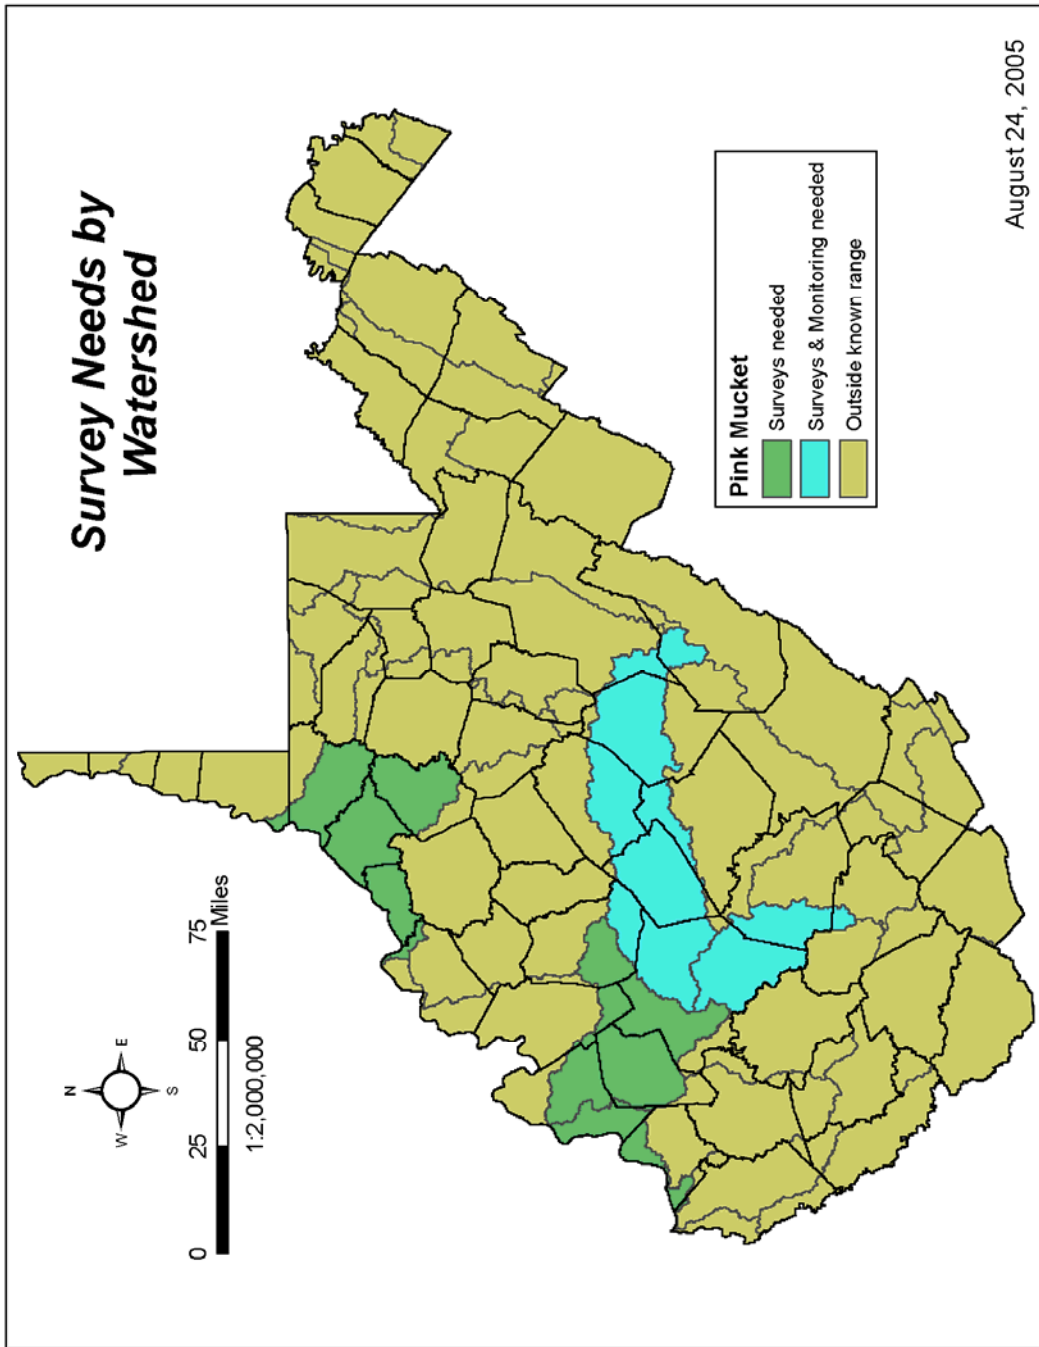 Survey Needs by
Watershed
N
W
E
S
0
25
50
75
Miles
1:2,000,000
Pink Mucket
Surveys needed
Surveys & Monitoring needed
Outside known range
August 24, 2005